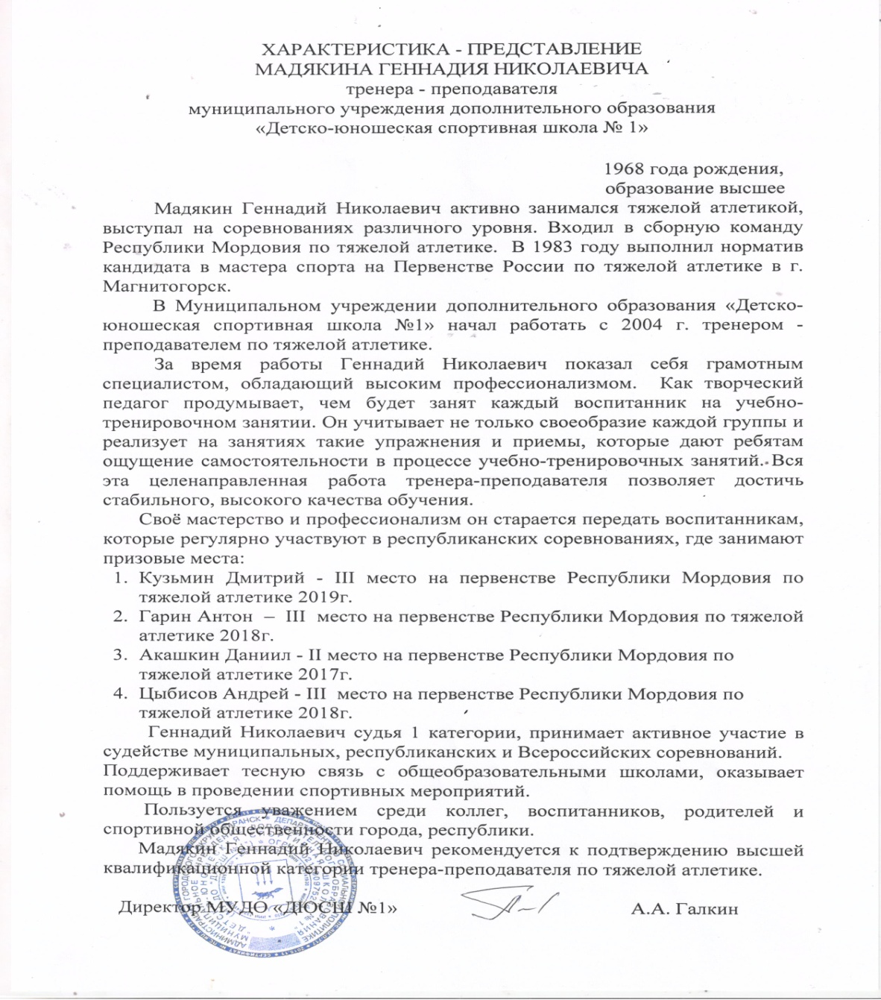 ХАРАКТЕРИСТИКА - ПРЕДСТАВЛЕНИЕ
МАДЯКИНА ГЕННАДИЯ НИКОЛАЕВИЧА
тренера - преподавателя
муниципального учреждения дополнительного образования
«Детско-юношеская спортивная школа № 1»
1968 года рождения,
образование высшее
Мадякин Геннадий Николаевич активно занимался тяжелой атлетикой,
выступал на соревнованиях различного уровня. Входил в сборную команду
Республики Мордовия по тяжелой атлетике. В 1983 году выполнил норматив
кандидата в мастера спорта на Первенстве России по тяжелой атлетике в г.
Магнитогорск.
В Муниципальном учреждении дополнительного образования «Детско-
юношеская спортивная школа №1» начал работать с 2004 г. тренером -
преподавателем по тяжелой атлетике.
За время работы Геннадий Николаевич показал себя грамотным
специалистом, обладающий высоким профессионализмом. Как творческий
педагог продумывает, чем будет занят каждый воспитанник на учебно-
тренировочном занятии. Он учитывает не только своеобразие каждой группы и
реализует на занятиях такие упражнения и приемы, которые дают ребятам
ощущение самостоятельности в процессе учебно-тренировочных занятий. Вся
эта целенаправленная работа тренера-преподавателя позволяет достичь
стабильного, высокого качества обучения.
Своё мастерство и профессионализм он старается передать воспитанникам,
которые регулярно участвуют в республиканских соревнованиях, где занимают
призовые места:
1. Кузьмин Дмитрий - III место на первенстве Республики Мордовия по
тяжелой атлетике 2019г.
2. Гарин Антон – III место на первенстве Республики Мордовия по тяжелой
атлетике 2018г.
3. Акашкин Даниил - II место на первенстве Республики Мордовия по
тяжелой атлетике 2017г.
4. Цыбисов Андрей - III место на первенстве Республики Мордовия по
тяжелой атлетике 2018г.
Геннадий Николаевич судья 1 категории, принимает активное участие в
судействе муниципальных, республиканских и Всероссийских соревнований.
Поддерживает тесную связь с общеобразовательными школами, оказывает
помощь в проведении спортивных мероприятий.
Пользуется уважением среди коллег, воспитанников, родителей и
спортивной общественности города, республики.
Мадякин Геннадий Николаевич рекомендуется к подтверждению высшей
квалификационной категории тренера-преподавателя по тяжелой атлетике.
Директор МУДО «ДЮСШ №1» А.А. Галкин